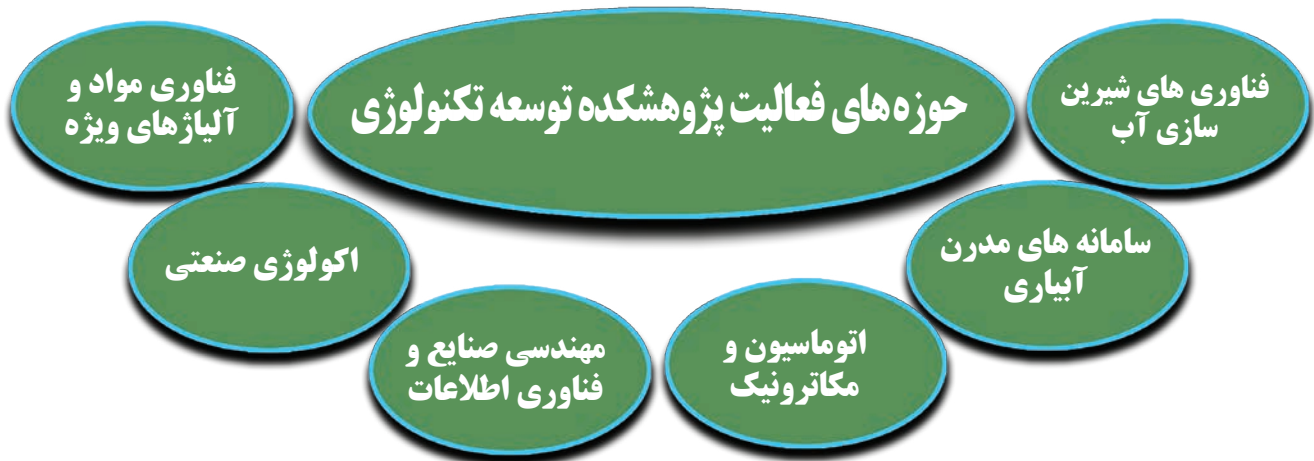 حوزه های فعالیت پژوهشکده توسعه تکنولوژی
فناوری های شیرین
سازی آب
سامانه های مدرن
آبیاری
اتوماسیون و
مکاترونیک
مهندسی صنایع و
فناوری اطلاعات
اکولوژی صنعتی
فناوری مواد و
آلیاژهای ویژه